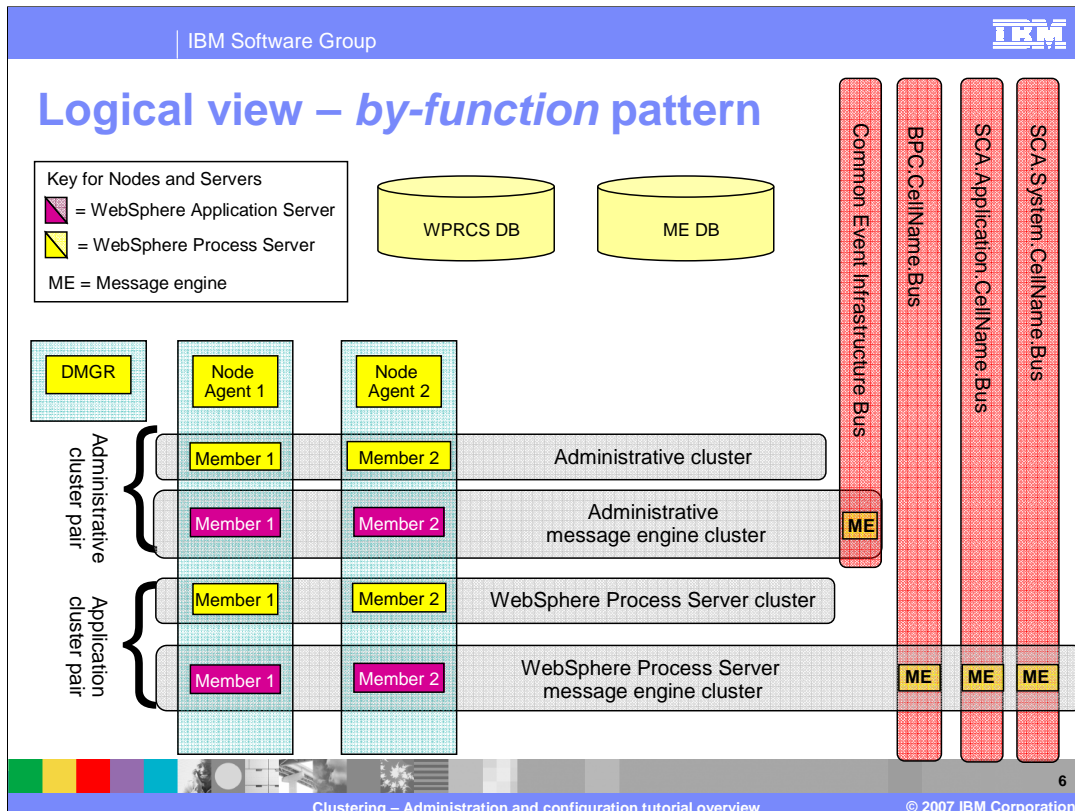 IBM Software Group
IBM
Logical view – by-function pattern
Key for Nodes and Servers
= WebSphere Application Server
= WebSphere Process Server
ME = Message engine
WPRCS DB
ME DB
Common Event Infrastructure Bus
BPC.CellName.Bus
SCA.Application.CellName.Bus
SCA.System.CellName.Bus
DMGR
Node
Agent 1
Node
Agent 2
Administrative
cluster pair
Member 1
Member 2
Administrative cluster
Member 1
Member 2
Administrative
message engine cluster
ME
Application
cluster pair
Member 1
Member 2
WebSphere Process Server cluster
Member 1
Member 2
WebSphere Process Server
message engine cluster
ME
ME
ME
6
Clustering – Administration and configuration tutorial overview
© 2007 IBM Corporation